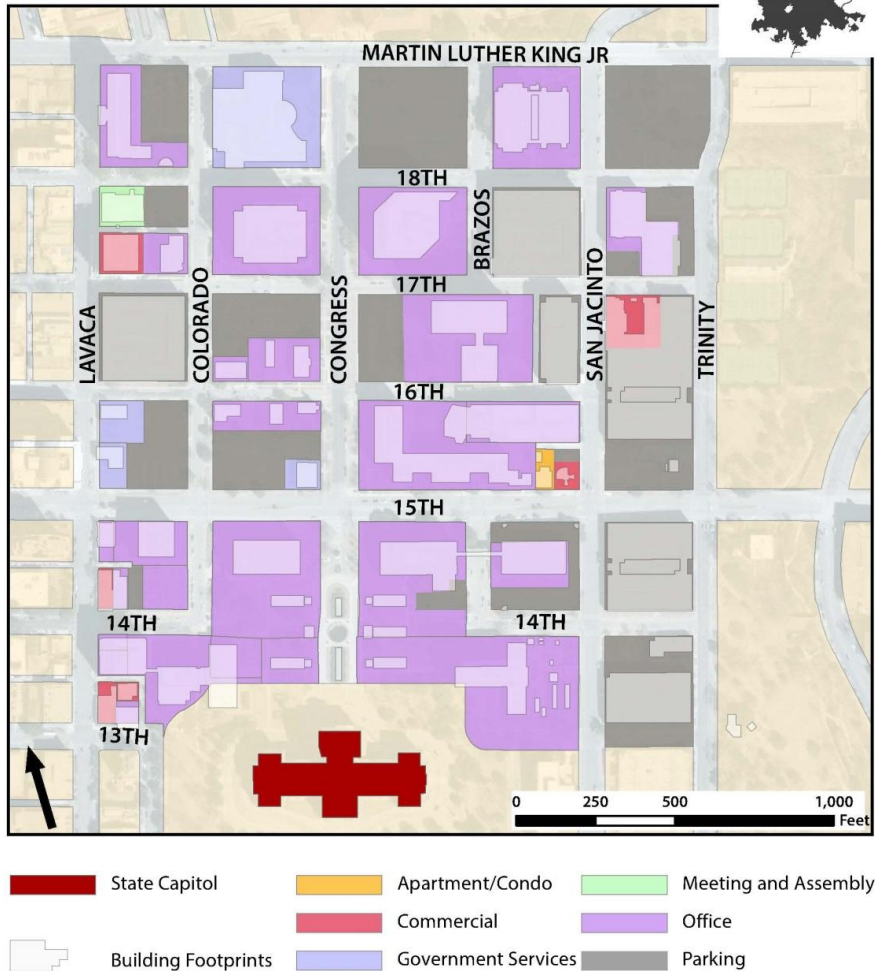 MARTIN LUTHER KING JR
18TH
BRAZOS
17TH
LAVACA
COLORADO
CONGRESS
SAN JACINTO
TRINITY
16TH
15TH
14TH
14TH
13TH
0 250 500 1,000
Feet
State Capitol
Apartment/Condo
Meeting and Assembly
Commercial
Office
Building Footprints
Government Services
Parking